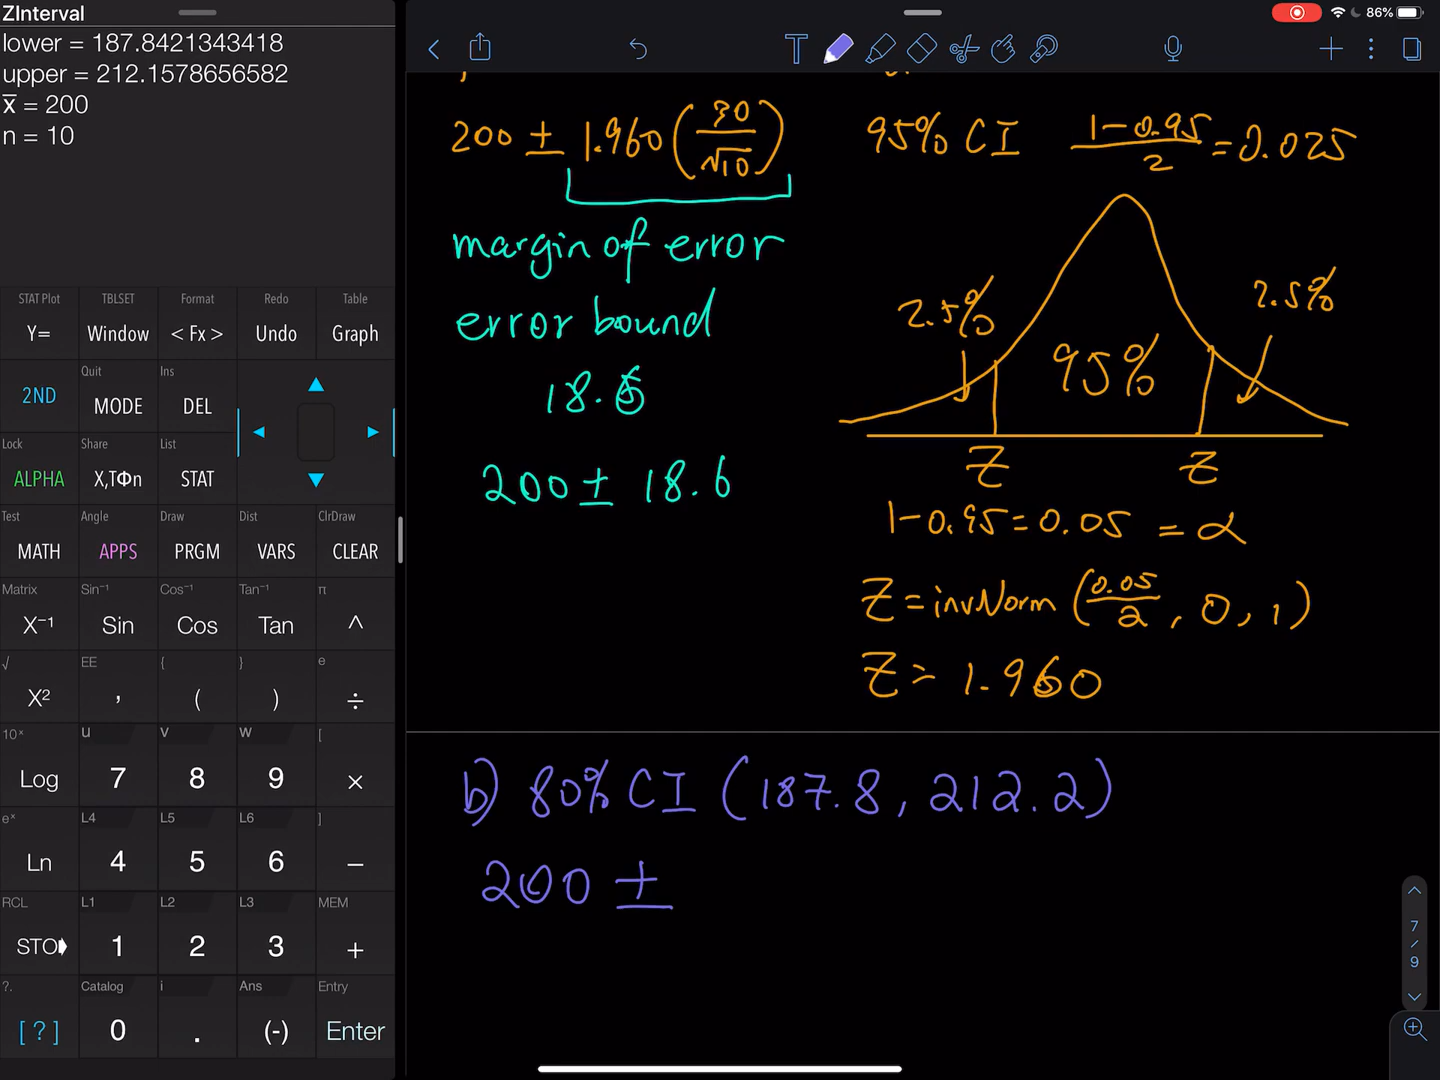 ZInterval
lower = 187.8421343418
upper = 212.1578656582
x̅ = 200
n = 10
STAT Plot TBLSET Format Redo Table
Y= Window < Fx > Undo Graph
Quit Ins
2ND MODE DEL
Lock Share List
ALPHA X,TΦn STAT
Test Angle Draw Dist ClrDraw
MATH APPS PRGM VARS CLEAR
Matrix Sin⁻¹ Cos⁻¹ Tan⁻¹ π
X⁻¹ Sin Cos Tan ^
√ EE { } e
X² , ( ) ÷
10ˣ u v w [
Log 7 8 9 ×
eˣ L4 L5 L6 ]
Ln 4 5 6 −
RCL L1 L2 L3 MEM
STO 1 2 3 +
?. Catalog i Ans Entry
[ ? ] 0 . (-) Enter
86%
200 ± 1.960 (30/√10)
margin of error
error bound
18.6
200 ± 18.6
95% CI (1-0.95)/2 = 0.025
2.5% 95% 2.5%
Z Z
1-0.95=0.05 = α
Z = invNorm (0.05/2, 0, 1)
Z = 1.960
b) 80% CI (187.8, 212.2)
200 ±
7
/
9